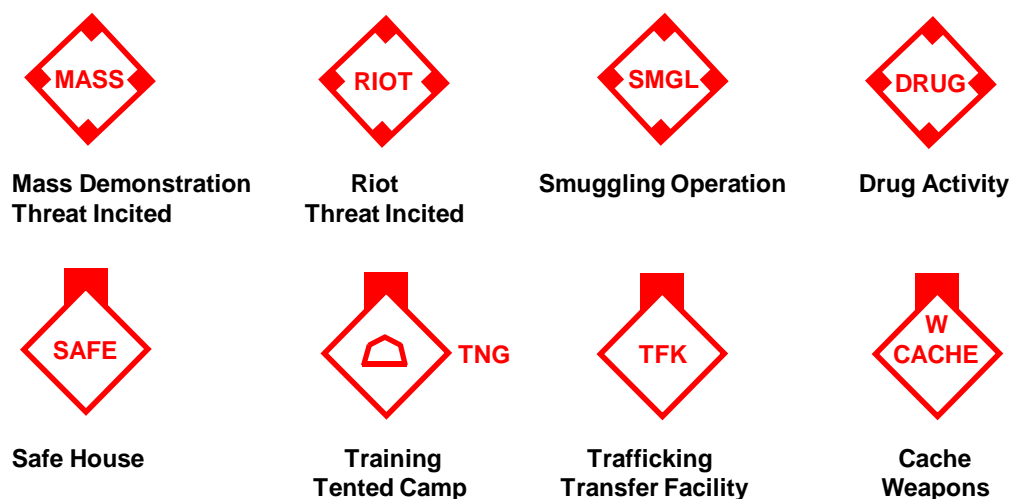 MASS RIOT SMGL DRUG
Mass Demonstration Riot Smuggling Operation Drug Activity
Threat Incited Threat Incited
W
SAFE TNG TFK CACHE
Safe House Training Trafficking Cache
Tented Camp Transfer Facility Weapons